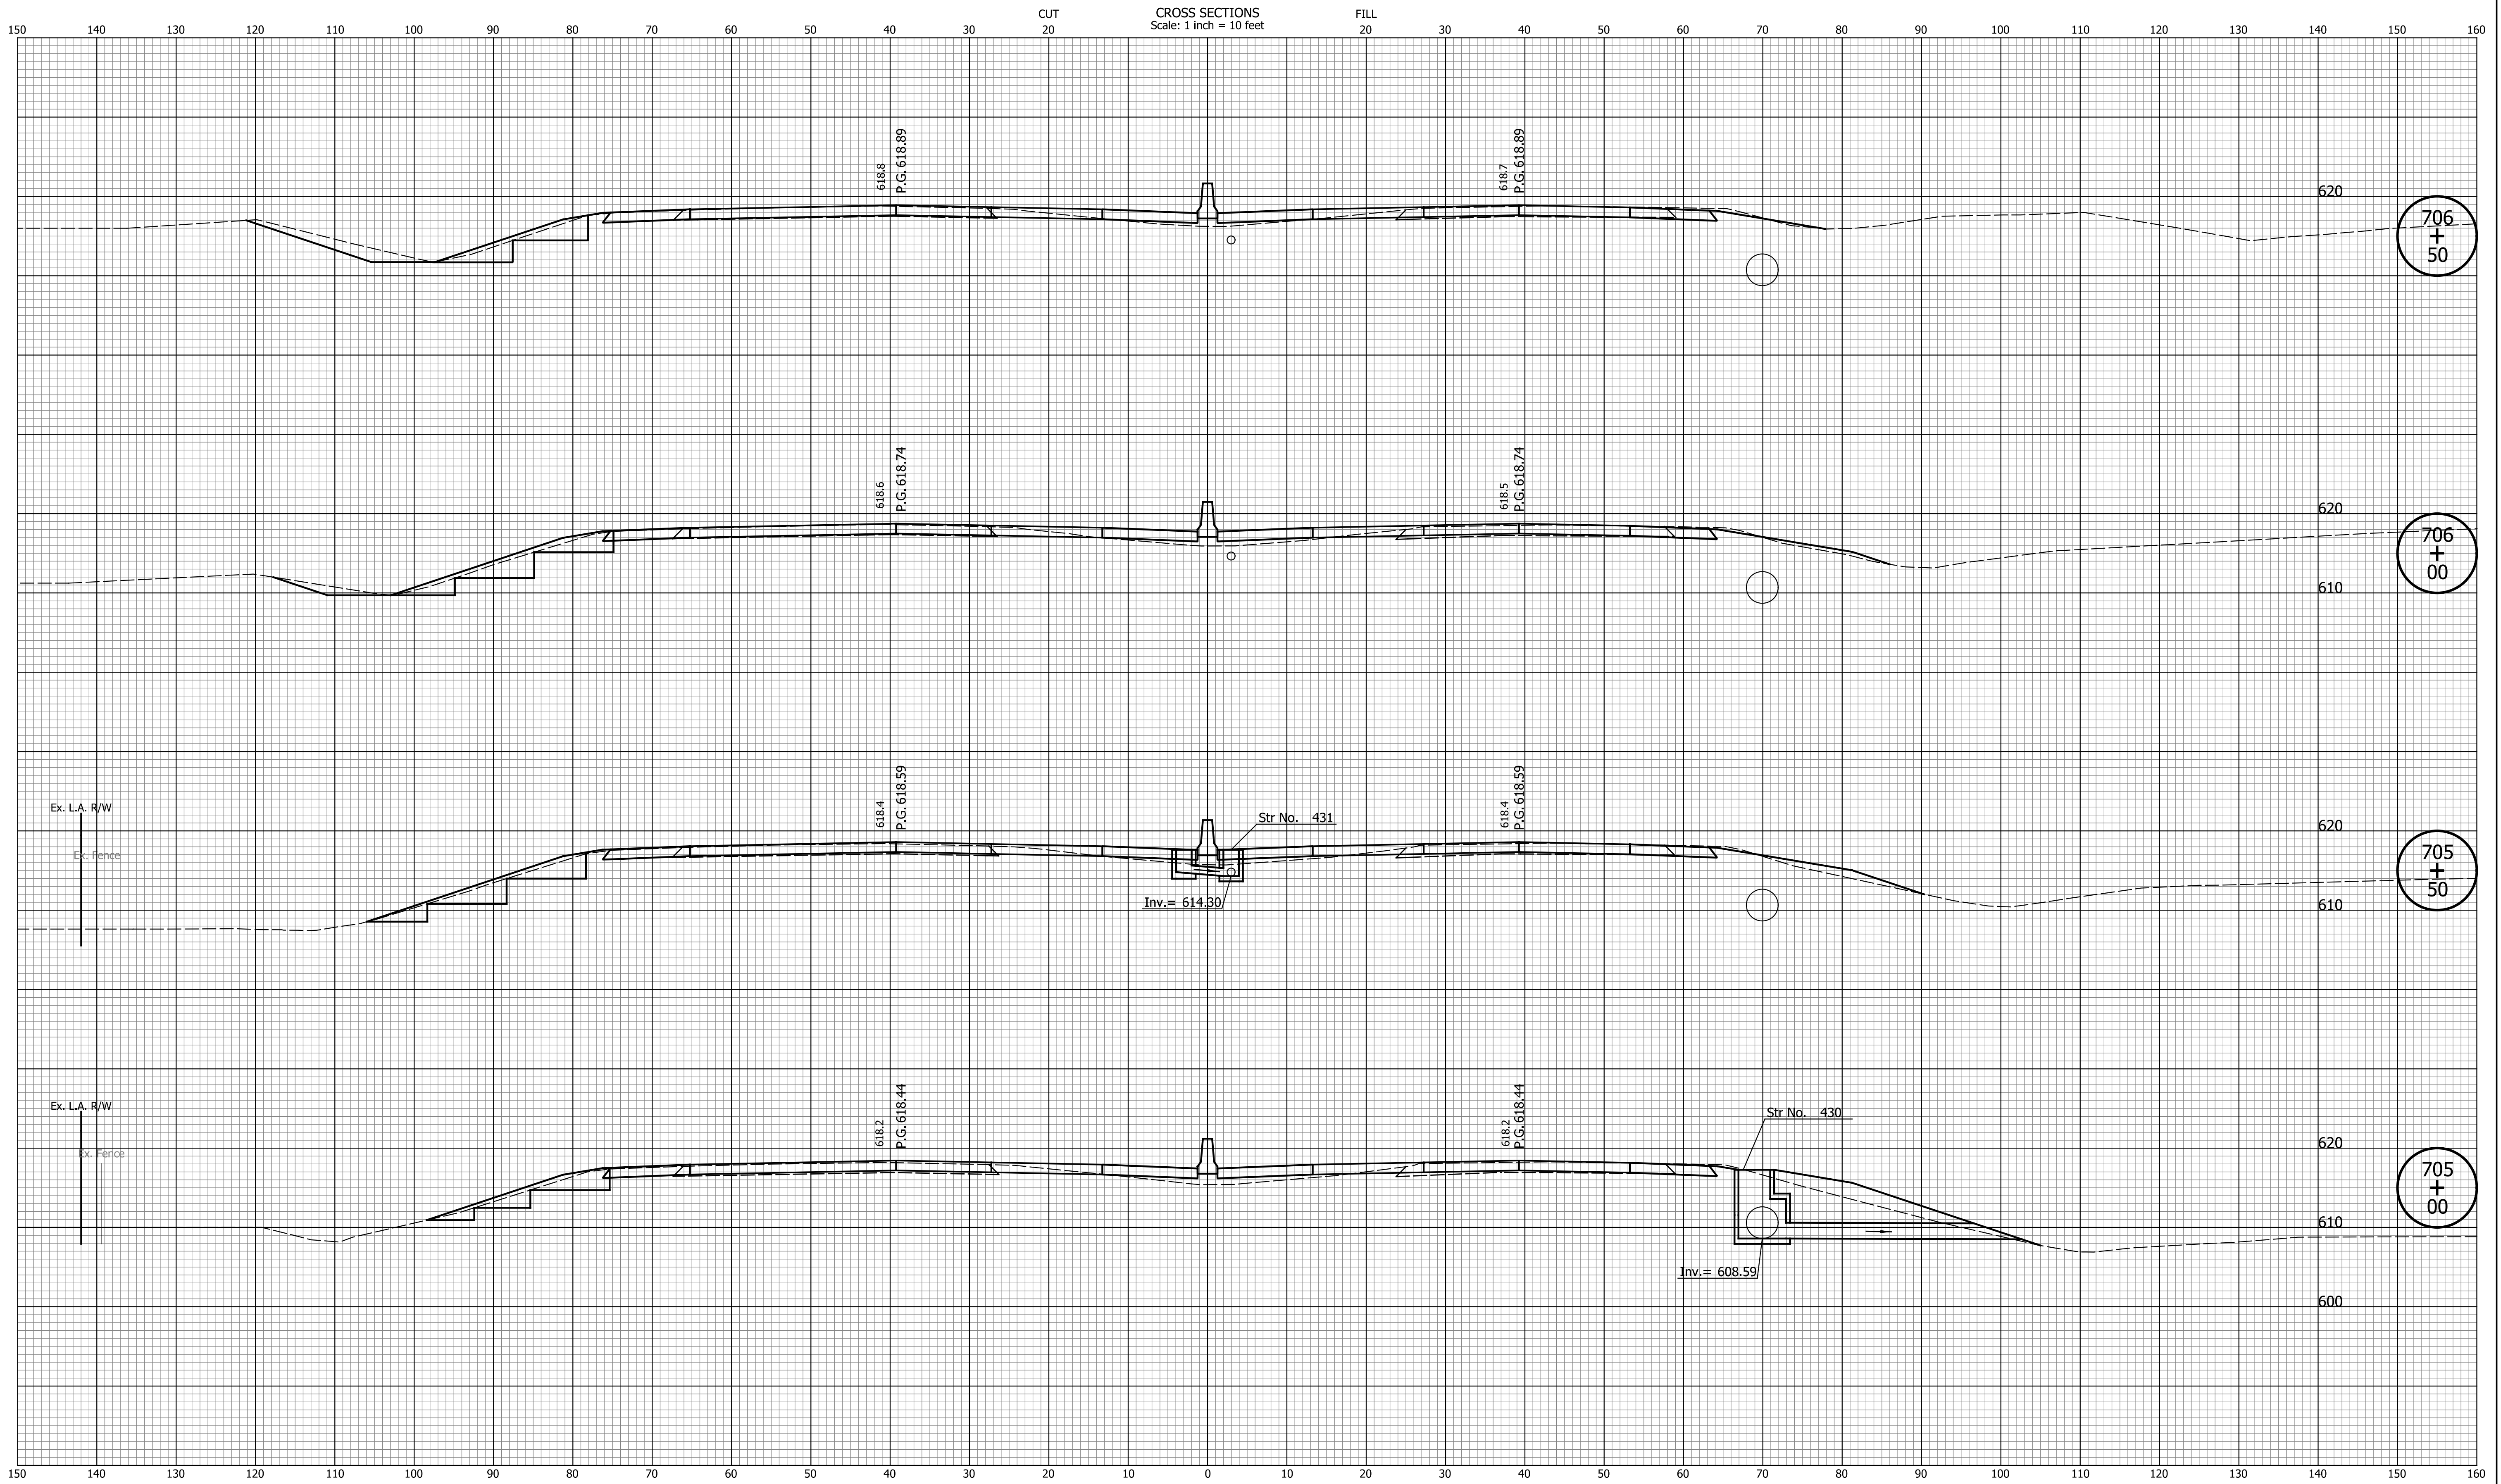 CUT CROSS SECTIONS FILL
Scale: 1 inch = 10 feet
150 140 130 120 110 100 90 80 70 60 50 40 30 20 0 20 30 40 50 60 70 80 90 100 110 120 130 140 150 160
618.8
P.G. 618.89
618.7
P.G. 618.89
620
706
+
50
618.6
P.G. 618.74
618.5
P.G. 618.74
620
610
706
+
00
Ex. L.A. R/W
Ex. Fence
618.4
P.G. 618.59
Str No. 431
Inv.= 614.30
618.4
P.G. 618.59
620
610
705
+
50
Ex. L.A. R/W
Ex. Fence
618.2
P.G. 618.44
618.2
P.G. 618.44
Str No. 430
Inv.= 608.59
620
610
600
705
+
00
150 140 130 120 110 100 90 80 70 60 50 40 30 20 10 0 10 20 30 40 50 60 70 80 90 100 110 120 130 140 150 160